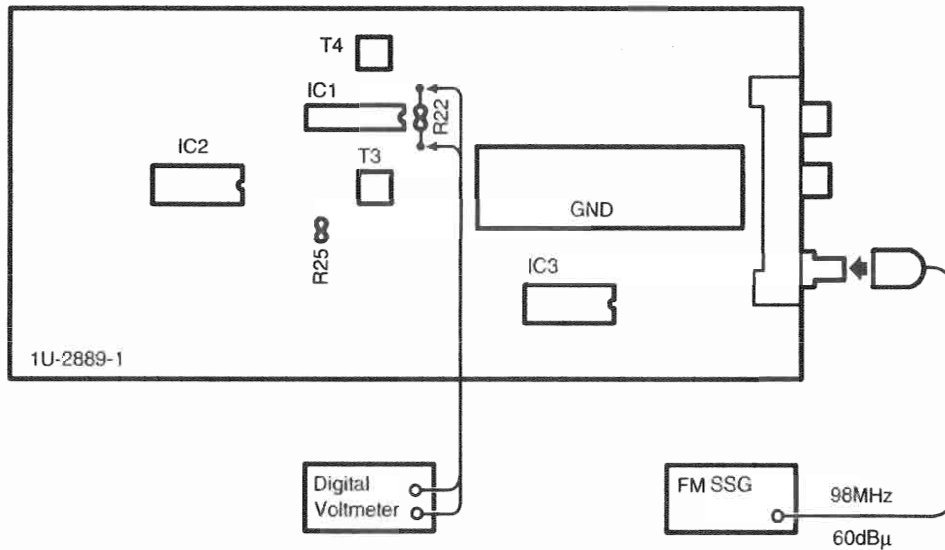 T4
IC1
R22
IC2
T3
GND
R25
IC3
1U-2889-1
Digital
Voltmeter
FM SSG
98MHz
60dBμ